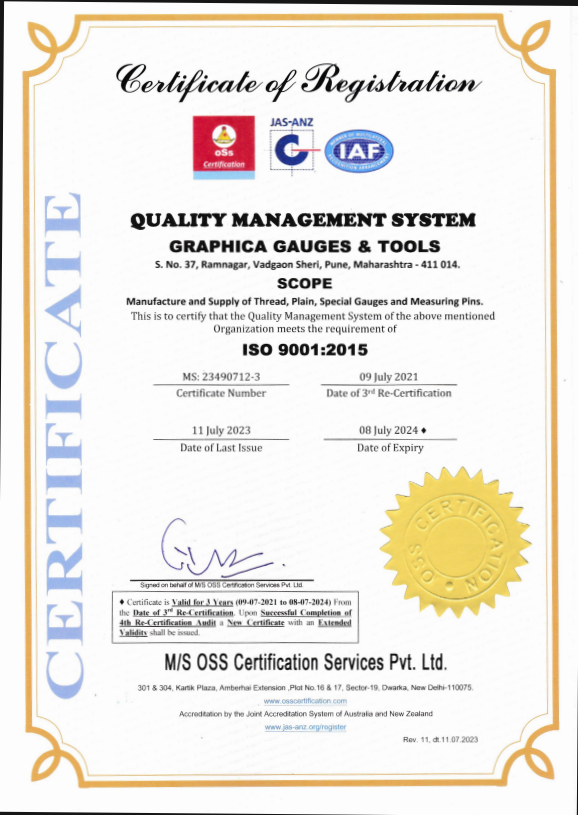 Certificate of Registration
oSs
Certification
JAS-ANZ
IAF
CERTIFICATE
QUALITY MANAGEMENT SYSTEM
GRAPHICA GAUGES & TOOLS
S. No. 37, Ramnagar, Vadgaon Sheri, Pune, Maharashtra - 411 014.
SCOPE
Manufacture and Supply of Thread, Plain, Special Gauges and Measuring Pins.
This is to certify that the Quality Management System of the above mentioned
Organization meets the requirement of
ISO 9001:2015
MS: 23490712-3 09 July 2021
Certificate Number Date of 3rd Re-Certification
11 July 2023 08 July 2024 ♦
Date of Last Issue Date of Expiry
CERTIFICATION
OSS
Signed on behalf of M/S OSS Certification Services Pvt. Ltd.
♦ Certificate is Valid for 3 Years (09-07-2021 to 08-07-2024) From
the Date of 3rd Re-Certification. Upon Successful Completion of
4th Re-Certification Audit a New Certificate with an Extended
Validity shall be issued.
M/S OSS Certification Services Pvt. Ltd.
301 & 304, Kartik Plaza, Amberhai Extension ,Plot No.16 & 17, Sector-19, Dwarka, New Delhi-110075.
www.osscertification.com
Accreditation by the Joint Accreditation System of Australia and New Zealand
www.jas-anz.org/register
Rev. 11, dt.11.07.2023